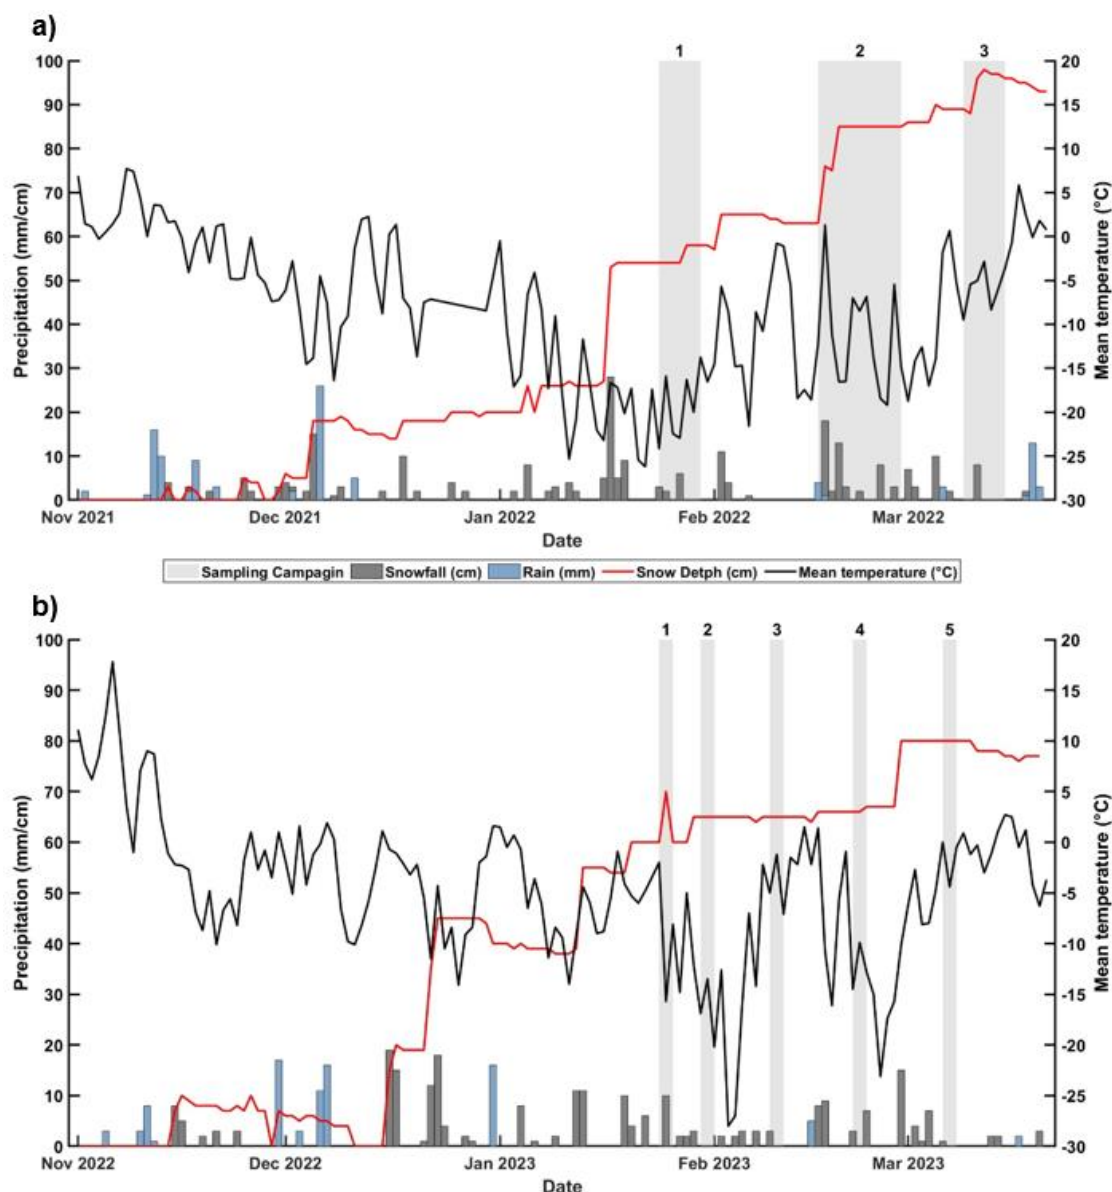 a)
1 2 3
100 20
90 15
80 10
70 5
60 0
50 -5
40 -10
30 -15
20 -20
10 -25
0 -30
Precipitation (mm/cm)
Mean temperature (°C)
Nov 2021 Dec 2021 Jan 2022 Feb 2022 Mar 2022
Date
Sampling Campagin Snowfall (cm) Rain (mm) Snow Detph (cm) Mean temperature (°C)
b)
1 2 3 4 5
100 20
90 15
80 10
70 5
60 0
50 -5
40 -10
30 -15
20 -20
10 -25
0 -30
Precipitation (mm/cm)
Mean temperature (°C)
Nov 2022 Dec 2022 Jan 2023 Feb 2023 Mar 2023
Date